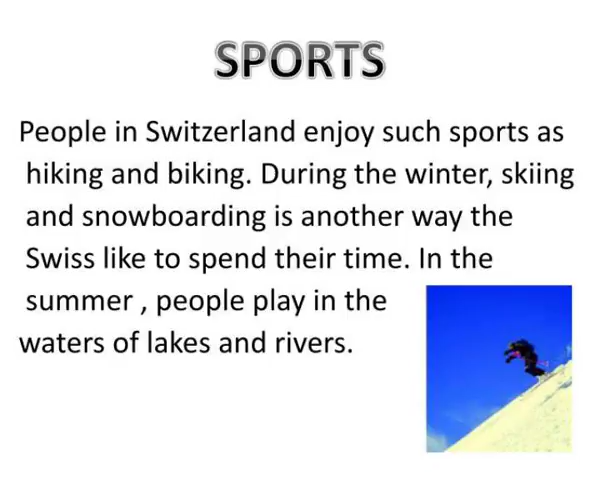 SPORTS
People in Switzerland enjoy such sports as
hiking and biking. During the winter, skiing
and snowboarding is another way the
Swiss like to spend their time. In the
summer , people play in the
waters of lakes and rivers.